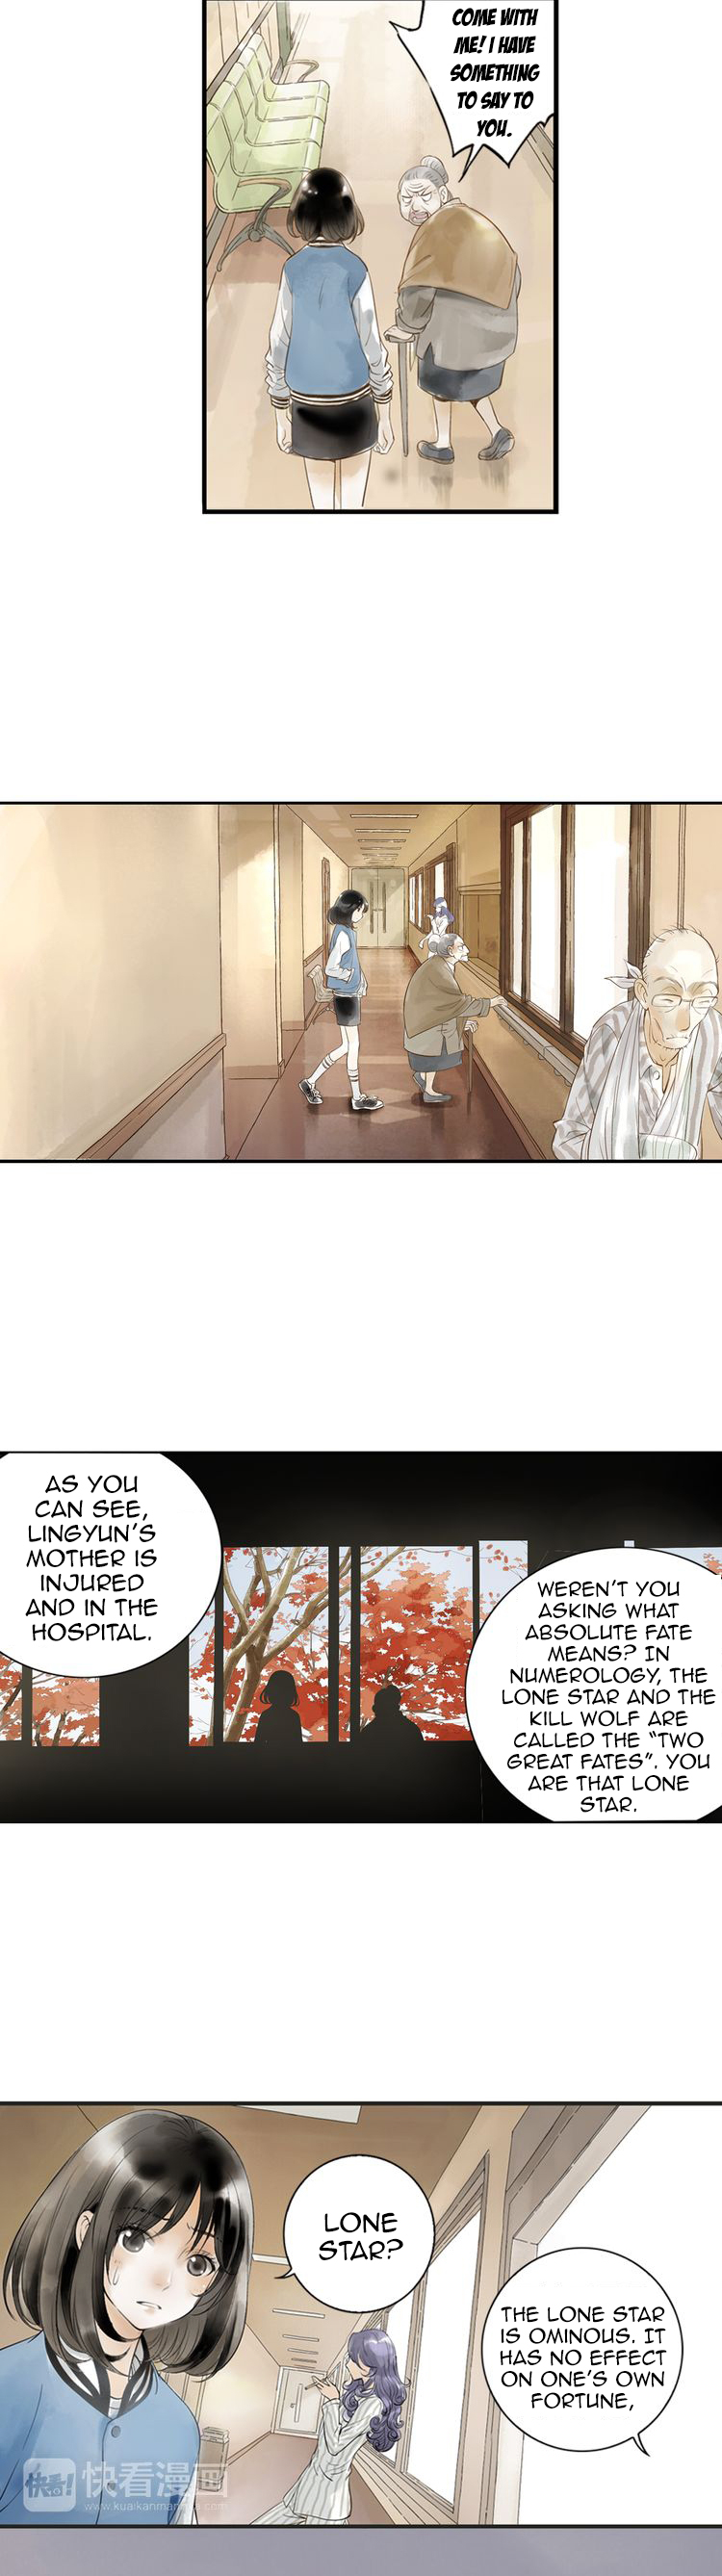 COME WITH
ME! I HAVE
SOMETHING
TO SAY TO
YOU.
AS YOU
CAN SEE,
LINGYUN'S
MOTHER IS
INJURED
AND IN THE
HOSPITAL.
WEREN'T YOU
ASKING WHAT
ABSOLUTE FATE
MEANS? IN
NUMEROLOGY, THE
LONE STAR AND THE
KILL WOLF ARE
CALLED THE "TWO
GREAT FATES". YOU
ARE THAT LONE
STAR.
LONE
STAR?
THE LONE STAR
IS OMINOUS. IT
HAS NO EFFECT
ON ONE'S OWN
FORTUNE,
快看! 快看漫画